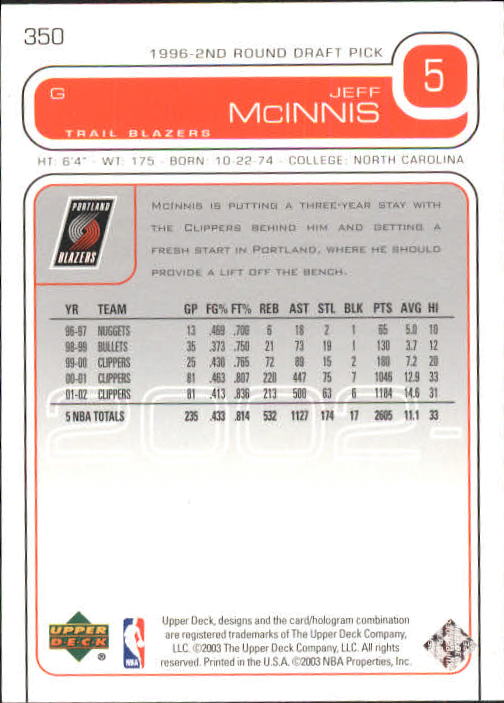 350
1996-2ND ROUND DRAFT PICK
5
G
JEFF
MCINNIS
TRAIL BLAZERS
HT: 6'4" - WT: 175 - BORN: 10-22-74 - COLLEGE: NORTH CAROLINA
PORTLAND
BLAZERS
MCINNIS IS PUTTING A THREE-YEAR STAY WITH
THE CLIPPERS BEHIND HIM AND GETTING A
FRESH START IN PORTLAND, WHERE HE SHOULD
PROVIDE A LIFT OFF THE BENCH.
YR TEAM GP FG% FT% REB AST STL BLK PTS AVG HI
96-97 NUGGETS 13 .469 .700 6 18 2 1 65 5.0 10
98-99 BULLETS 35 .373 .750 21 73 19 1 130 3.7 12
99-00 CLIPPERS 25 .430 .765 72 89 15 2 180 7.2 20
00-01 CLIPPERS 81 .463 .807 220 447 75 7 1046 12.9 33
01-02 CLIPPERS 81 .413 .836 213 500 63 6 1184 14.6 31
5 NBA TOTALS 235 .433 .814 532 1127 174 17 2605 11.1 33
2002-
UPPER
DECK
®
NBA
Upper Deck, designs and the card/hologram combination
are registered trademarks of The Upper Deck Company,
LLC. ©2003 The Upper Deck Company, LLC. All rights
reserved. Printed in the U.S.A. ©2003 NBA Properties, Inc.